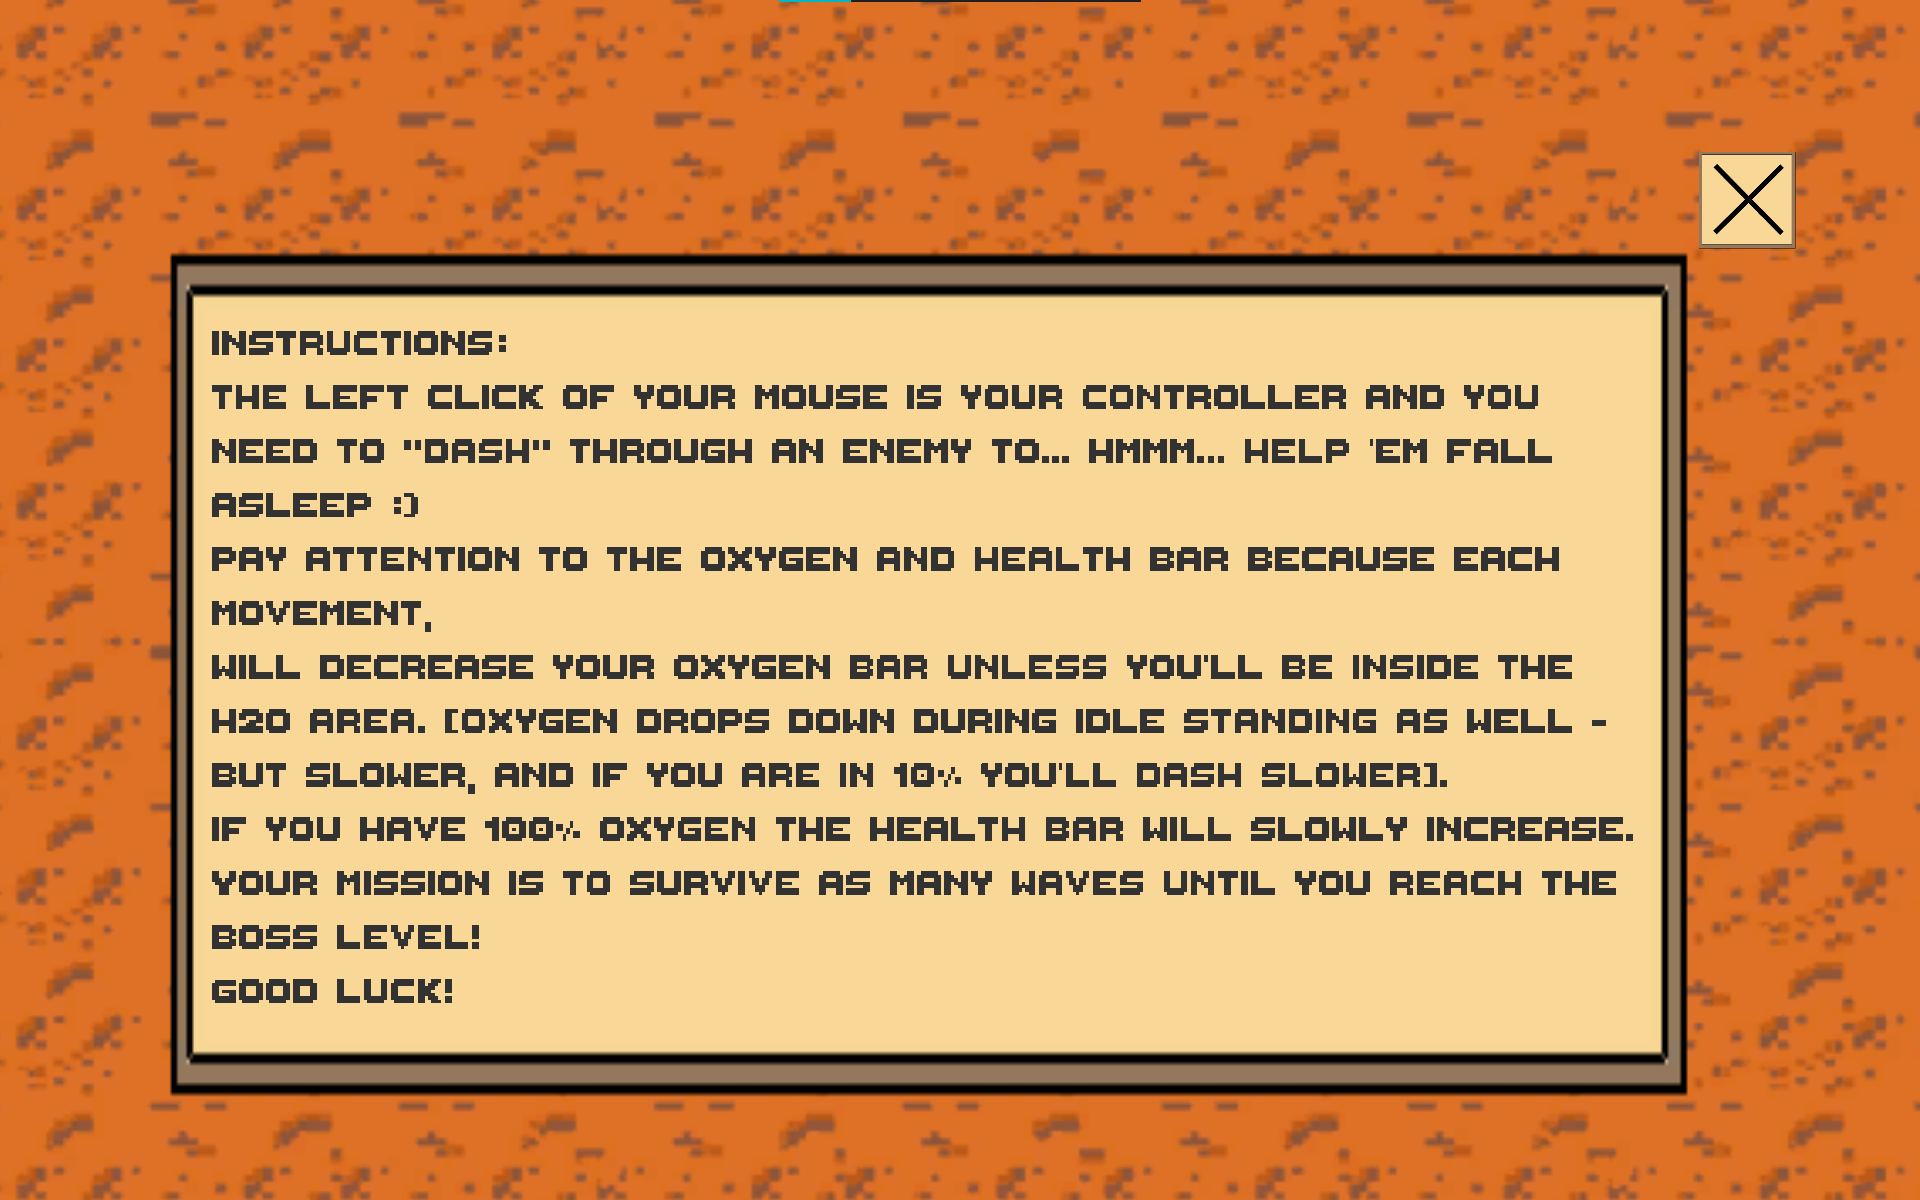 INSTRUCTIONS:
THE LEFT CLICK OF YOUR MOUSE IS YOUR CONTROLLER AND YOU
NEED TO "DASH" THROUGH AN ENEMY TO... HMMM... HELP 'EM FALL
ASLEEP :)
PAY ATTENTION TO THE OXYGEN AND HEALTH BAR BECAUSE EACH
MOVEMENT,
WILL DECREASE YOUR OXYGEN BAR UNLESS YOU'LL BE INSIDE THE
H2O AREA. [OXYGEN DROPS DOWN DURING IDLE STANDING AS WELL -
BUT SLOWER, AND IF YOU ARE IN 10% YOU'LL DASH SLOWER].
IF YOU HAVE 100% OXYGEN THE HEALTH BAR WILL SLOWLY INCREASE.
YOUR MISSION IS TO SURVIVE AS MANY WAVES UNTIL YOU REACH THE
BOSS LEVEL!
GOOD LUCK!